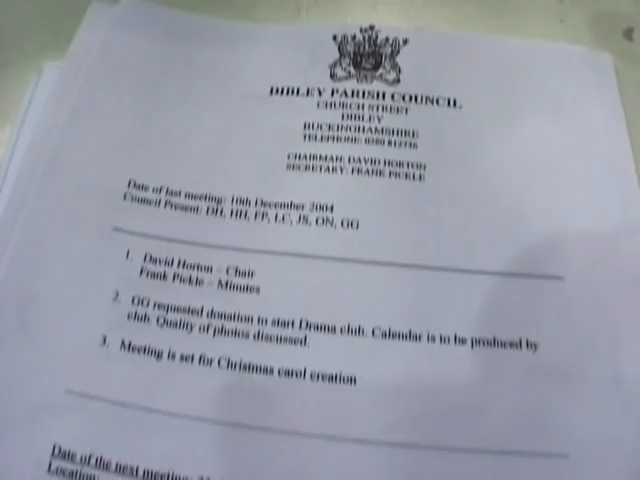 DIBLEY PARISH COUNCIL
CHURCH STREET
DIBLEY
BUCKINGHAMSHIRE
TELEPHONE: 0350 812736
CHAIRMAN: DAVID HORTON
SECRETARY: FRANK PICKLE
Date of last meeting: 10th December 2004
Council Present: DH, HH, FP, LC, JS, ON, GG
1. David Horton – Chair
Frank Pickle – Minutes
2. GG requested donation to start Drama club. Calendar is to be produced by
club. Quality of photos discussed.
3. Meeting is set for Christmas carol creation
Date of the next meeting:
Location: